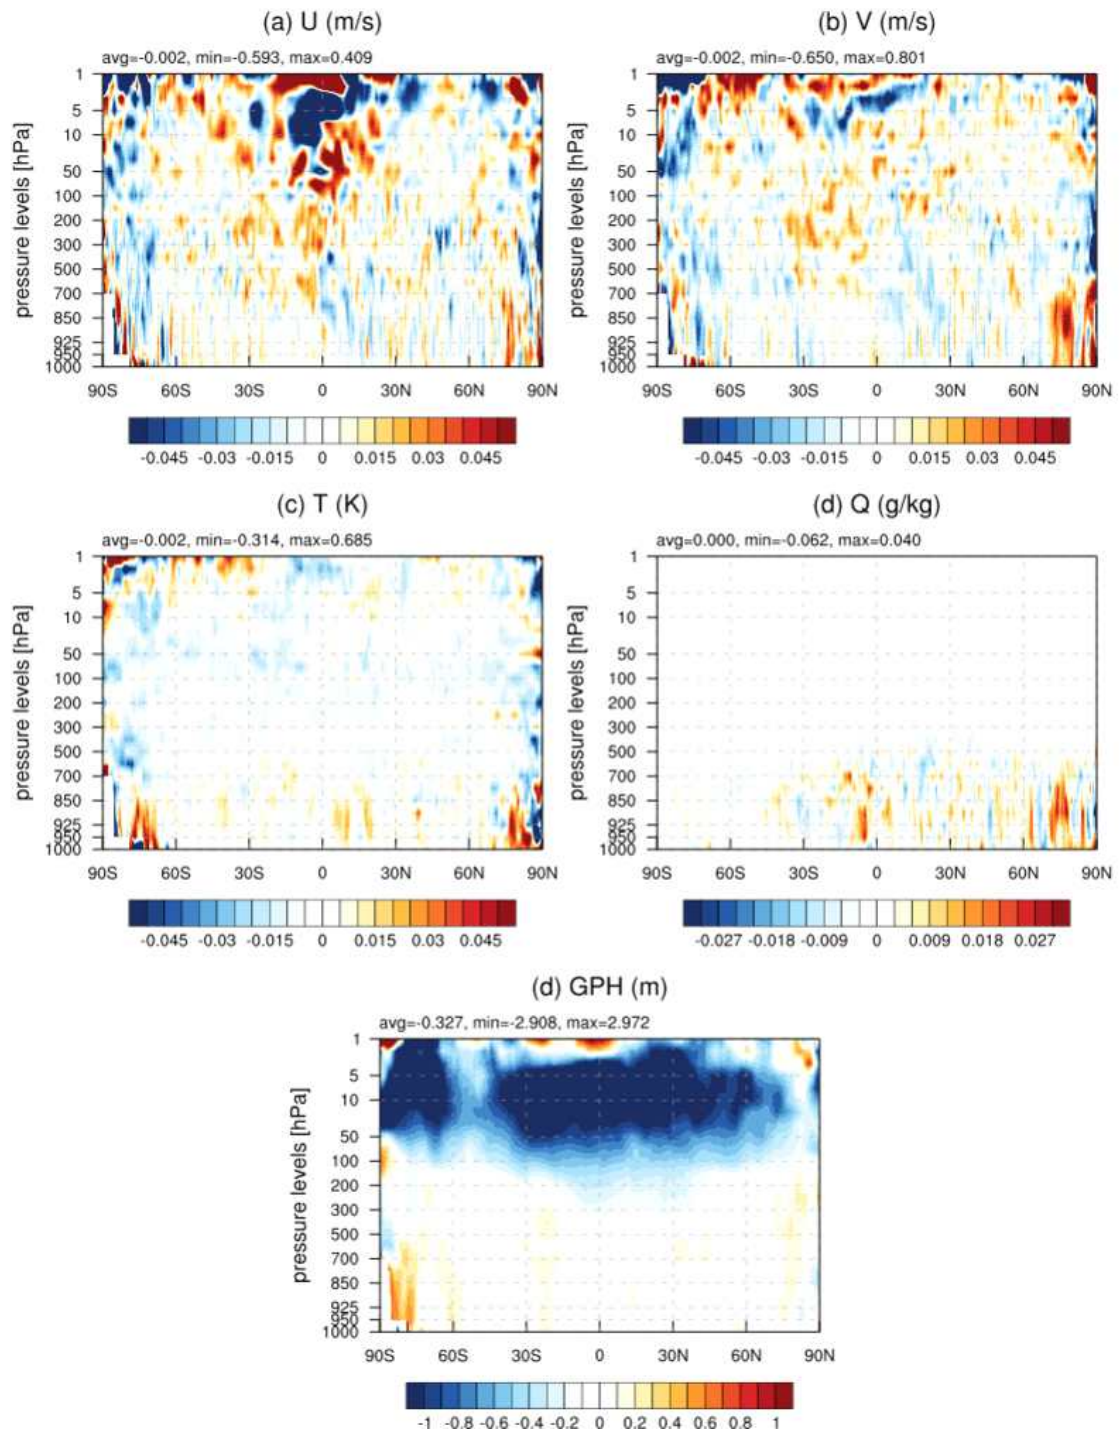 (a) U (m/s)
avg=-0.002, min=-0.593, max=0.409
pressure levels [hPa]
1
5
10
50
100
200
300
500
700
850
925
950
1000
90S 60S 30S 0 30N 60N 90N
-0.045 -0.03 -0.015 0 0.015 0.03 0.045
(b) V (m/s)
avg=-0.002, min=-0.650, max=0.801
pressure levels [hPa]
1
5
10
50
100
200
300
500
700
850
925
950
1000
90S 60S 30S 0 30N 60N 90N
-0.045 -0.03 -0.015 0 0.015 0.03 0.045
(c) T (K)
avg=-0.002, min=-0.314, max=0.685
pressure levels [hPa]
1
5
10
50
100
200
300
500
700
850
925
950
1000
90S 60S 30S 0 30N 60N 90N
-0.045 -0.03 -0.015 0 0.015 0.03 0.045
(d) Q (g/kg)
avg=0.000, min=-0.062, max=0.040
pressure levels [hPa]
1
5
10
50
100
200
300
500
700
850
925
950
1000
90S 60S 30S 0 30N 60N 90N
-0.027 -0.018 -0.009 0 0.009 0.018 0.027
(d) GPH (m)
avg=-0.327, min=-2.908, max=2.972
pressure levels [hPa]
1
5
10
50
100
200
300
500
700
850
925
950
1000
90S 60S 30S 0 30N 60N 90N
-1 -0.8 -0.6 -0.4 -0.2 0 0.2 0.4 0.6 0.8 1